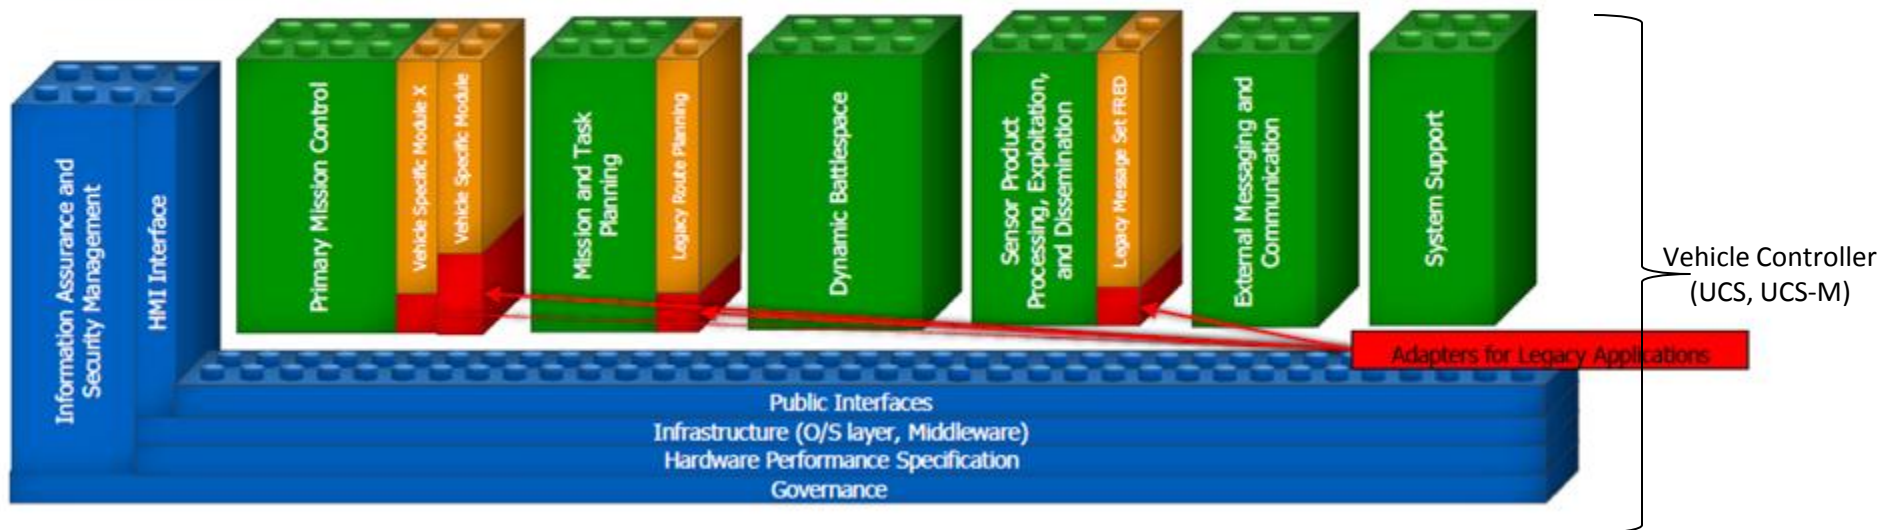 Information Assurance and
Security Management
HMI Interface
Primary Mission Control
Vehicle Specific Module X
Vehicle Specific Module
Mission and Task
Planning
Legacy Route Planning
Dynamic Battlespace
Sensor Product
Processing, Exploitation,
and Dissemination
Legacy Message Set FRED
External Messaging and
Communication
System Support
Vehicle Controller
(UCS, UCS-M)
Adapters for Legacy Applications
Public Interfaces
Infrastructure (O/S layer, Middleware)
Hardware Performance Specification
Governance